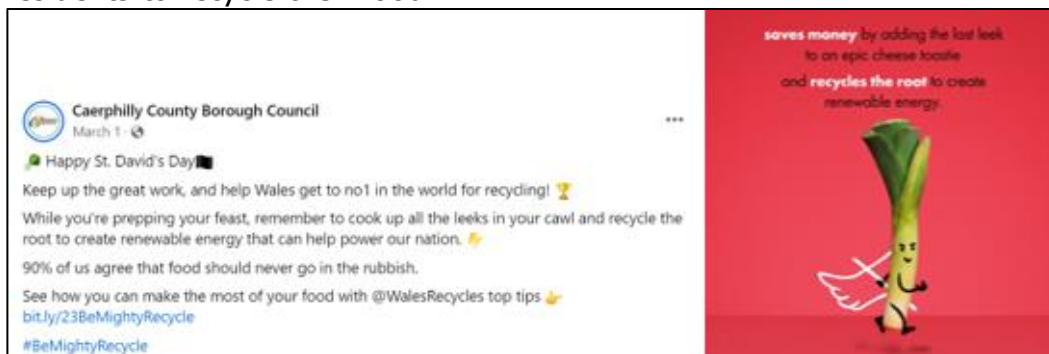 Caerphilly County Borough Council
March 1
Happy St. David's Day
Keep up the great work, and help Wales get to no1 in the world for recycling!
While you're prepping your feast, remember to cook up all the leeks in your cawl and recycle the
root to create renewable energy that can help power our nation.
90% of us agree that food should never go in the rubbish.
See how you can make the most of your food with @WalesRecycles top tips
bit.ly/23BeMightyRecycle
#BeMightyRecycle
saves money by adding the last leek
to an epic cheese toastie
and recycles the root to create
renewable energy.